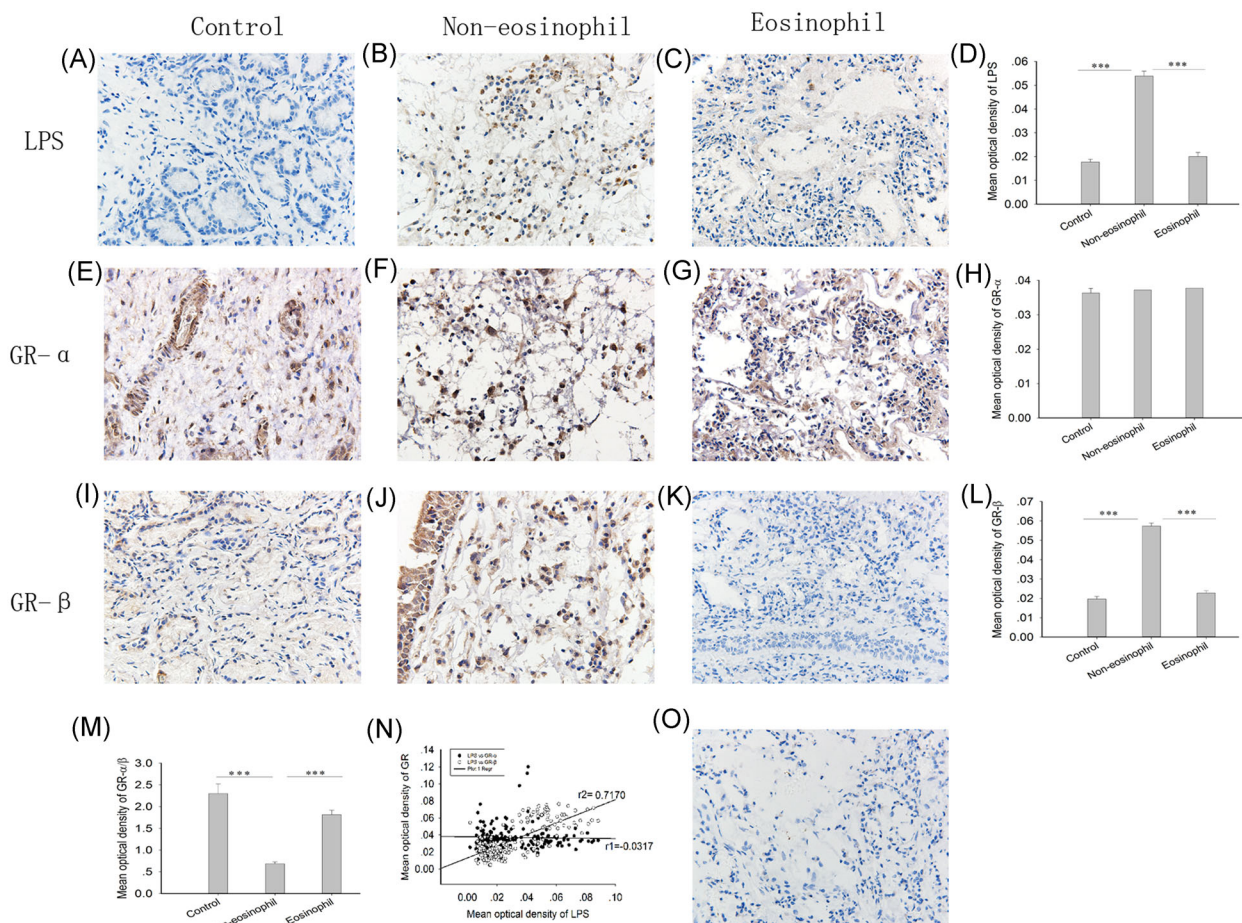 Control
Non-eosinophil
Eosinophil
(A)
(B)
(C)
(D)
LPS
Mean optical density of LPS
.06
.05
.04
.03
.02
.01
0.00
Control
Non-eosinophil
Eosinophil
***
***
(E)
(F)
(G)
(H)
GR-α
Mean optical density of GR-α
.04
.03
.02
.01
0.00
Control
Non-eosinophil
Eosinophil
(I)
(J)
(K)
(L)
GR-β
Mean optical density of GR-β
.07
.06
.05
.04
.03
.02
.01
0.00
Control
Non-eosinophil
Eosinophil
***
***
(M)
Mean optical density of GR-α/β
3.0
2.5
2.0
1.5
1.0
.5
0.0
Control
-eosinophil
Eosinophil
***
***
(N)
Mean optical density of GR
.14
.12
.10
.08
.06
.04
.02
0.00
LPS vs GR-α
LPS vs GR-β
Plot 1 Regr
r2= 0.7170
r1=-0.0317
0.00 .02 .04 .06 .08 .10
Mean optical density of LPS
(O)